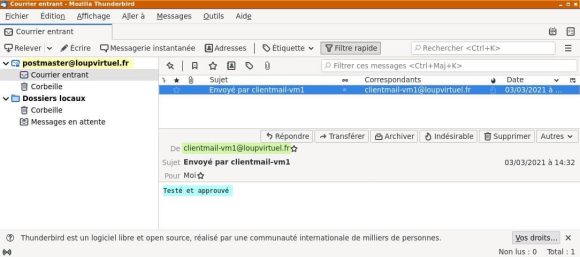 Courrier entrant - Mozilla Thunderbird
Fichier Édition Affichage Aller à Messages Outils Aide
Courrier entrant
Relever Écrire Messagerie instantanée Adresses Étiquette Filtre rapide Rechercher <Ctrl+K>
postmaster@loupvirtuel.fr
Courrier entrant
Corbeille
Dossiers locaux
Corbeille
Messages en attente
Filtrer ces messages <Ctrl+Maj+K>
Sujet Correspondants Date
Envoyé par clientmail-vm1 clientmail-vm1@loupvirtuel.fr 03/03/2021 à ...
Répondre Transférer Archiver Indésirable Supprimer Autres
De clientmail-vm1@loupvirtuel.fr
Sujet Envoyé par clientmail-vm1 03/03/2021 à 14:32
Pour Moi
Testé et approuvé
Thunderbird est un logiciel libre et open source, réalisé par une communauté internationale de milliers de personnes. Vos droits...
Non lus : 0 Total : 1